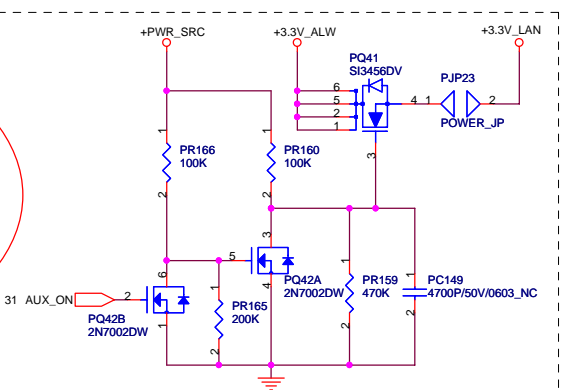 +PWR_SRC +3.3V_ALW +3.3V_LAN
PQ41
SI3456DV
PJP23
6
5
2
1
4 1 2
POWER_JP
3
1 1
PR166
100K
PR160
100K
2 2
3
6 5
4
1 1
PQ42A
2N7002DW
PR159
470K
PC149
4700P/50V/0603_NC
31 AUX_ON 2
1
PR165
200K
PQ42B
2N7002DW
1
2 2 2